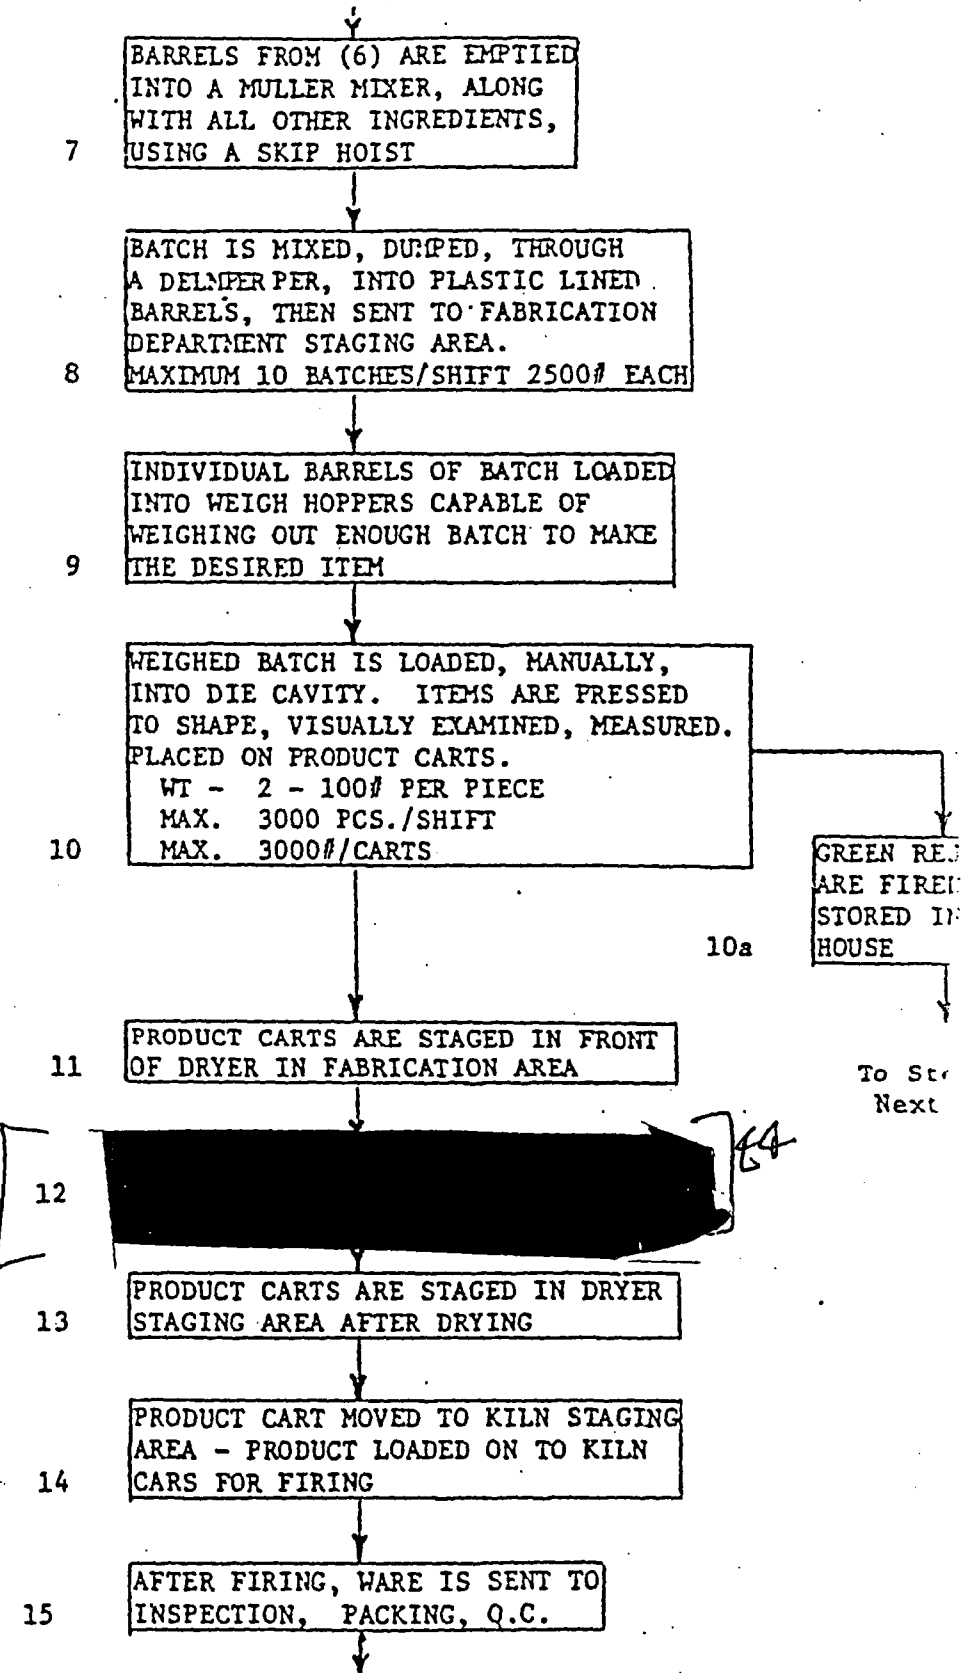 BARRELS FROM (6) ARE EMPTIED
INTO A MULLER MIXER, ALONG
WITH ALL OTHER INGREDIENTS,
7 USING A SKIP HOIST
BATCH IS MIXED, DUMPED, THROUGH
A PER, INTO PLASTIC LINED
BARRELS, THEN SENT TO FABRICATION
DEPARTMENT STAGING AREA.
8 MAXIMUM 10 BATCHES/SHIFT 2500# EACH
INDIVIDUAL BARRELS OF BATCH LOADED
INTO WEIGH HOPPERS CAPABLE OF
WEIGHING OUT ENOUGH BATCH TO MAKE
9 THE DESIRED ITEM
WEIGHED BATCH IS LOADED, MANUALLY,
INTO DIE CAVITY. ITEMS ARE PRESSED
TO SHAPE, VISUALLY EXAMINED, MEASURED.
PLACED ON PRODUCT CARTS.
WT - 2 - 100# PER PIECE
MAX. 3000 PCS./SHIFT
10 MAX. 3000#/CARTS
GREEN
ARE
STORED
10a HOUSE
PRODUCT CARTS ARE STAGED IN FRONT
11 OF DRYER IN FABRICATION AREA
To
Next
12
PRODUCT CARTS ARE STAGED IN DRYER
13 STAGING AREA AFTER DRYING
PRODUCT CART MOVED TO KILN STAGING
AREA - PRODUCT LOADED ON TO KILN
14 CARS FOR FIRING
AFTER FIRING, WARE IS SENT TO
15 INSPECTION, PACKING, Q.C.